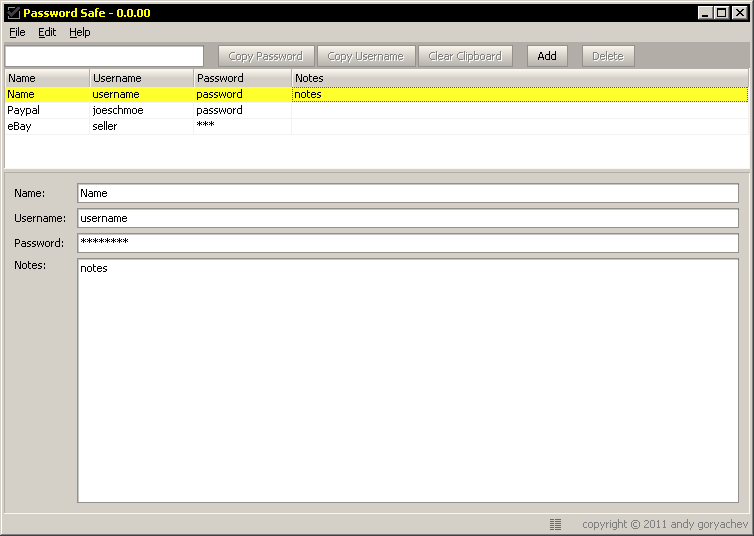 Password Safe - 0.0.00
File Edit Help
Copy Password Copy Username Clear Clipboard Add Delete
Name Username Password Notes
Name username password notes
Paypal joeschmoe password
eBay seller ***
Name: Name
Username: username
Password: ********
Notes: notes
copyright © 2011 andy goryachev